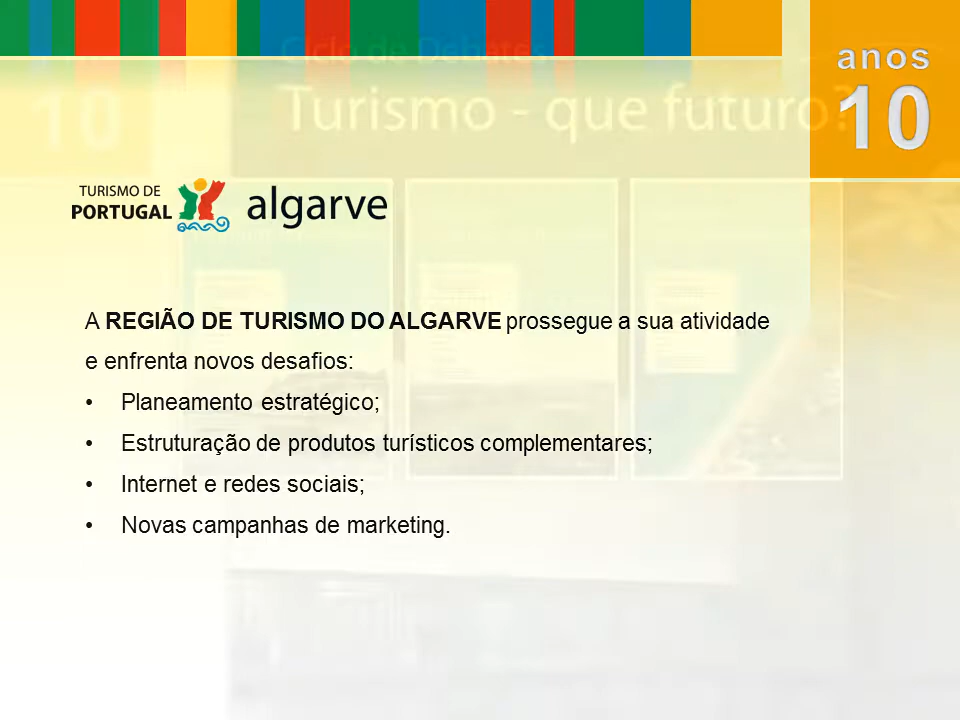 Ciclo de Debates
Turismo - que futuro?
anos
10
10
TURISMO DE
PORTUGAL
algarve
A REGIÃO DE TURISMO DO ALGARVE prossegue a sua atividade
e enfrenta novos desafios:
• Planeamento estratégico;
• Estruturação de produtos turísticos complementares;
• Internet e redes sociais;
• Novas campanhas de marketing.